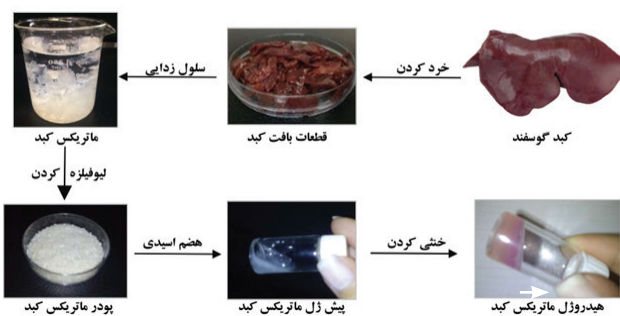 خرد کردن
سلول زدایی
کبد گوسفند
قطعات بافت کبد
ماتریکس کبد
لیوفیلزه کردن
هضم اسیدی
خنثی کردن
پودر ماتریکس کبد
پیش ژل ماتریکس کبد
هیدروژل ماتریکس کبد